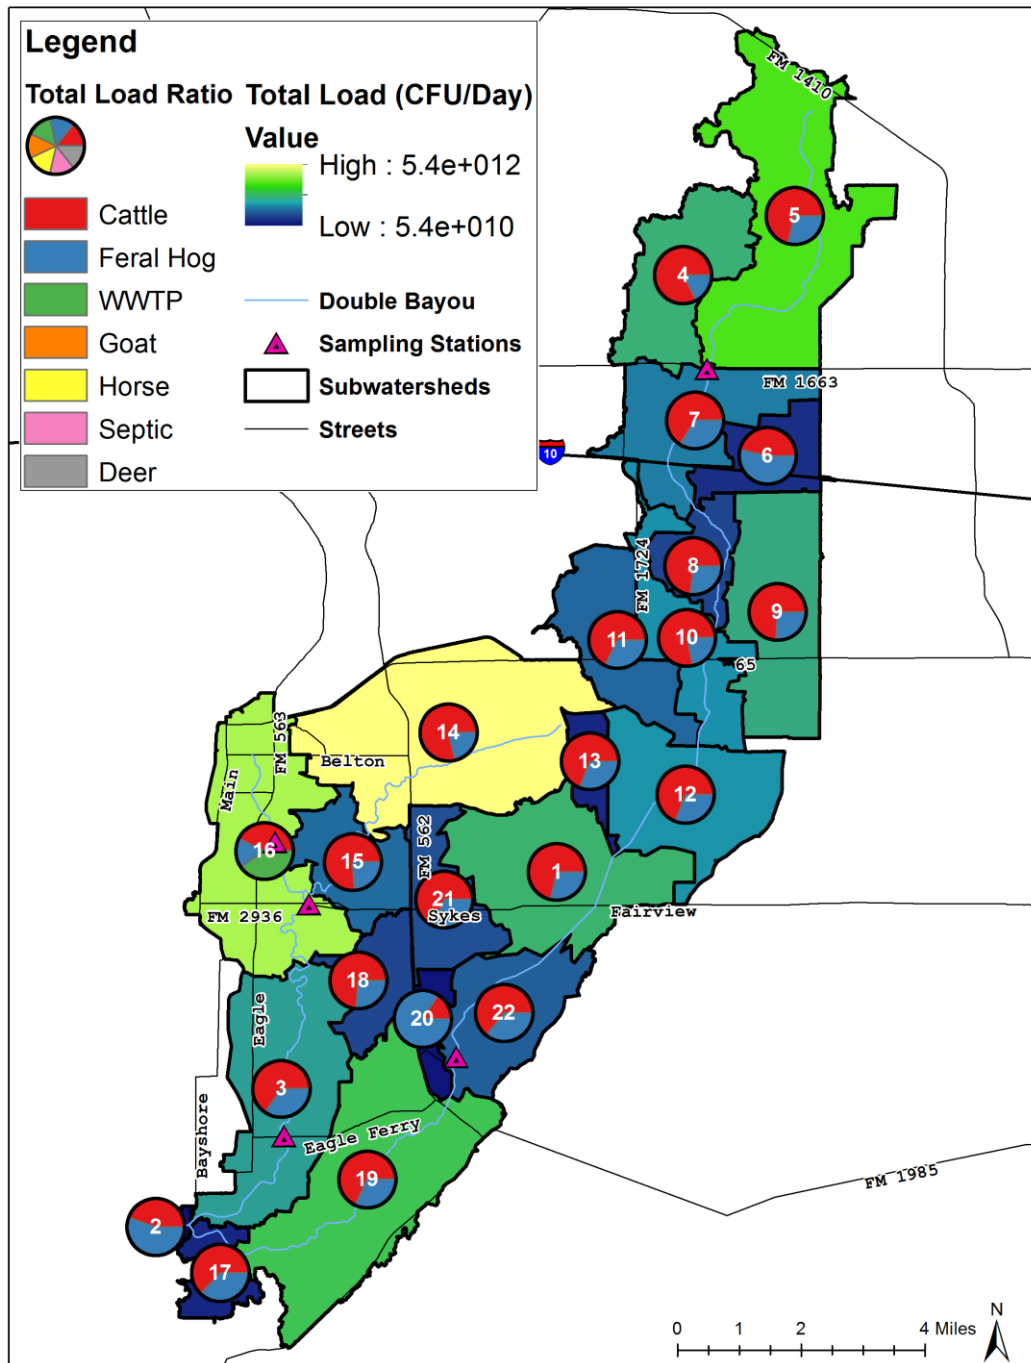 Legend
Total Load Ratio
Cattle
Feral Hog
WWTP
Goat
Horse
Septic
Deer
Total Load (CFU/Day)
Value
High : 5.4e+012
Low : 5.4e+010
Double Bayou
Sampling Stations
Subwatersheds
Streets
FM 1410
5
4
FM 1663
7
10
6
8
FM 1724
9
11
10
65
14
FM 563
Belton
13
Main
12
FM 562
16
15
1
21
FM 2936
Sykes
Fairview
18
20
22
Eagle
3
Bayshore
Eagle Ferry
19
FM 1985
2
17
N
0 1 2 4 Miles